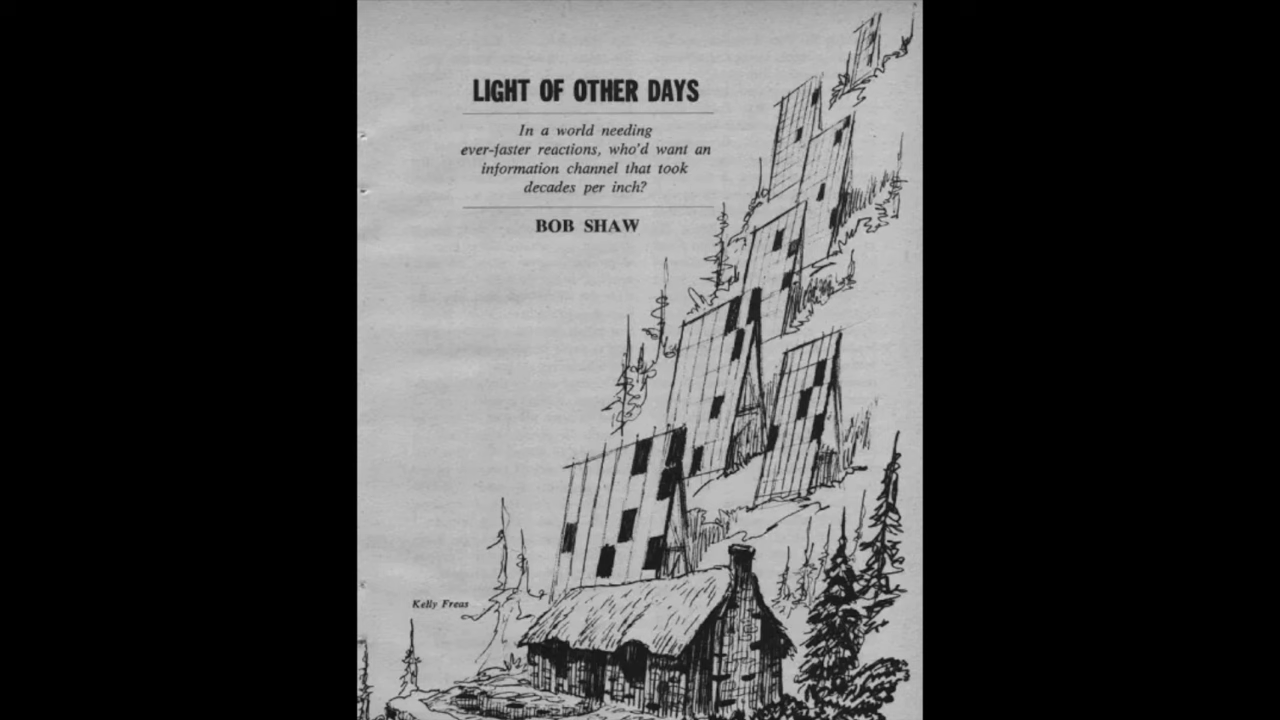 LIGHT OF OTHER DAYS
In a world needing
ever-faster reactions, who'd want an
information channel that took
decades per inch?
BOB SHAW
Kelly Freas